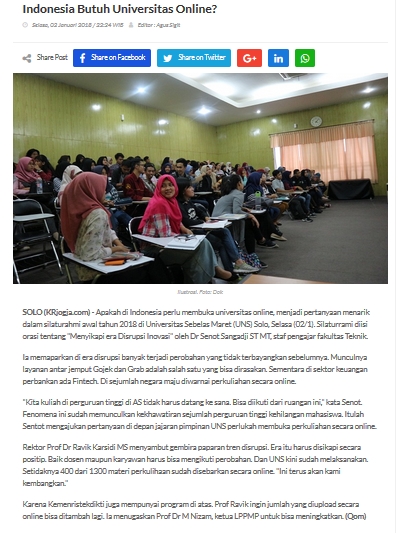 Indonesia Butuh Universitas Online?
Selasa, 02 Januari 2018 / 22:24 WIB Editor : Agus Sigit
Share Post Share on Facebook Share on Twitter
Ilustrasi. Foto: Dok
SOLO (KRjogja.com) - Apakah di Indonesia perlu membuka universitas online, menjadi pertanyaan menarik
dalam silaturahmi awal tahun 2018 di Universitas Sebelas Maret (UNS) Solo, Selasa (02/1). Silaturrami diisi
orasi tentang "Menyikapi era Disrupsi Inovasi" oleh Dr Senot Sangadji ST MT, staf pengajar fakultas Teknik.
Ia memaparkan di era disrupsi banyak terjadi perobahan yang tidak terbayangkan sebelumnya. Munculnya
layanan antar jemput Gojek dan Grab adalah salah satu yang bisa dirasakan. Sementara di sektor keuangan
perbankan ada Fintech. Di sejumlah negara maju diwarnai perkuliahan secara online.
"Kita kuliah di perguruan tinggi di AS tidak harus datang ke sana. Bisa diikuti dari ruangan ini," kata Senot.
Fenomena ini sudah memunculkan kekhawatiran sejumlah perguruan tinggi kehilangan mahasiswa. Itulah
Sentot mengajukan pertanyaan di depan jajaran pimpinan UNS perlukah membuka perkuliahan secara online.
Rektor Prof Dr Ravik Karsidi MS menyambut gembira paparan tren disrupsi. Era itu harus disikapi secara
positip. Baik dosen maupun karyawan harus bisa mengikuti perobahan. Dan UNS kini sudah melaksanakan.
Setidaknya 400 dari 1300 materi perkulihaan sudah disebarkan secara online. "Ini terus akan kami
kembangkan."
Karena Kemenristekdikti juga mempunyai program di atas. Prof Ravik ingin jumlah yang diupload secara
online bisa ditambah lagi. Ia menugaskan Prof Dr M Nizam, ketua LPPMP untuk bisa meningkatkan. (Qom)